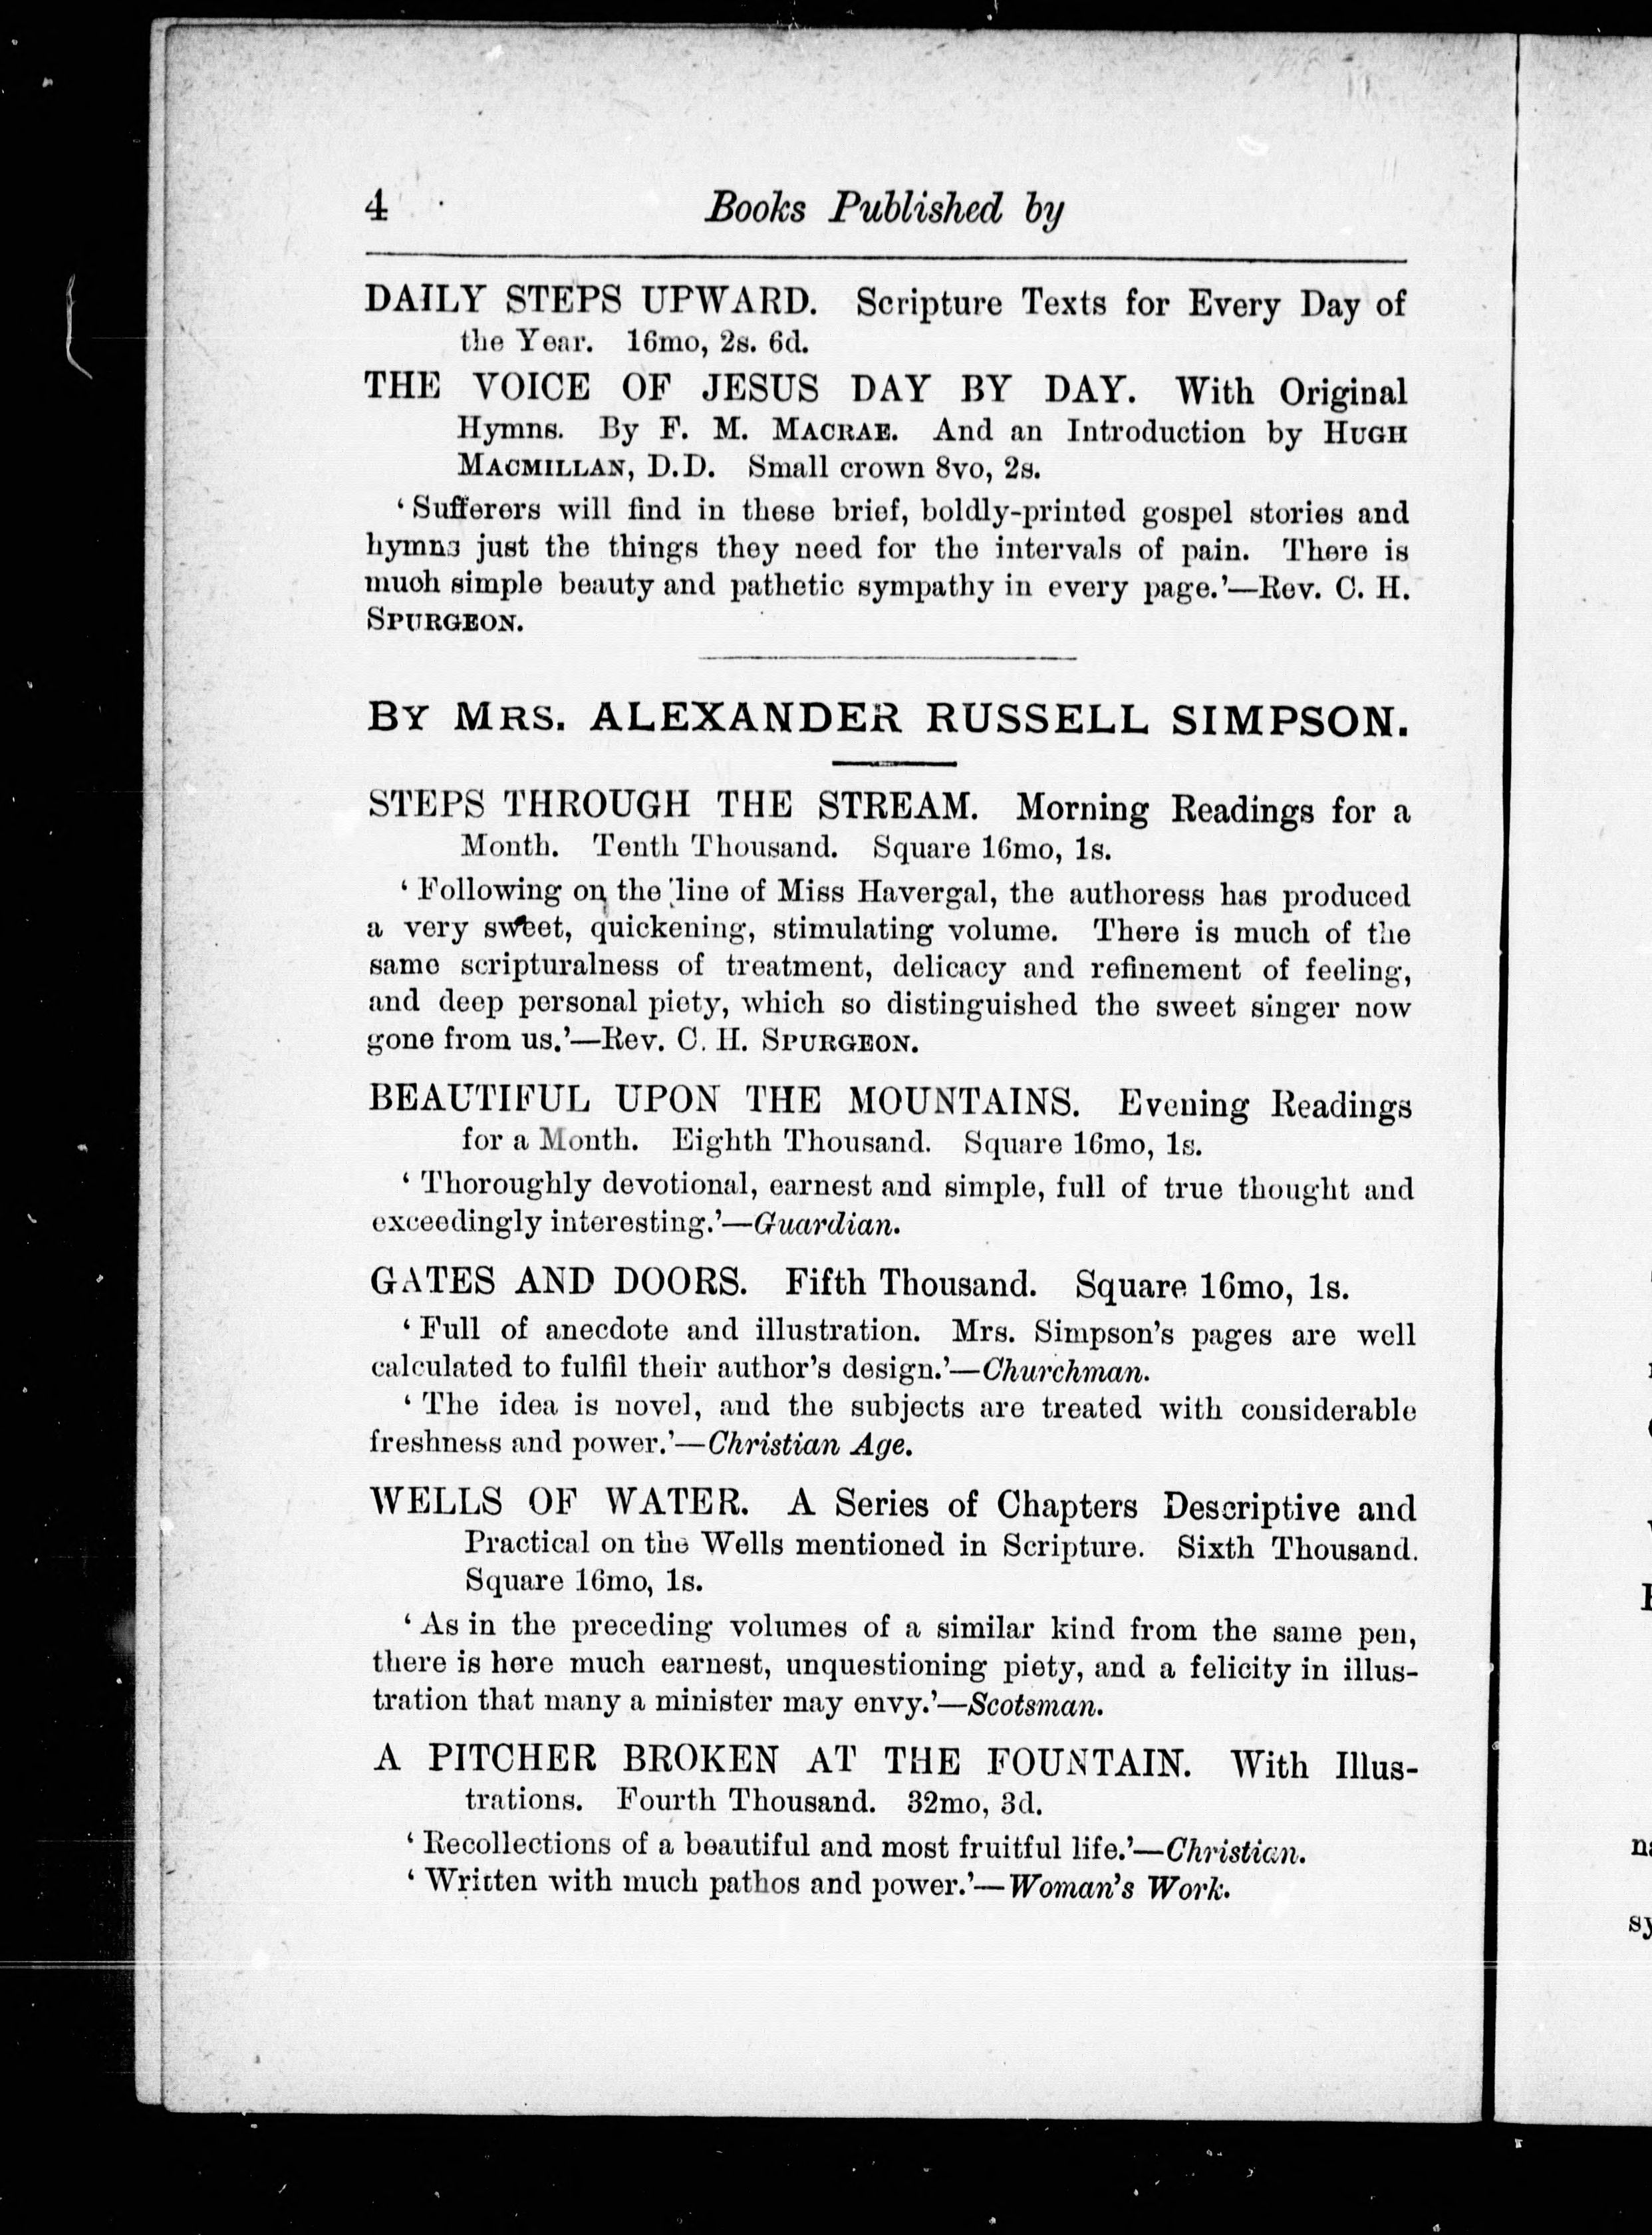 4 Books Published by
DAILY STEPS UPWARD. Scripture Texts for Every Day of
the Year. 16mo, 2s. 6d.
THE VOICE OF JESUS DAY BY DAY. With Original
Hymns. By F. M. MACRAE. And an Introduction by HUGH
MACMILLAN, D.D. Small crown 8vo, 2s.
‘Sufferers will find in these brief, boldly-printed gospel stories and
hymns just the things they need for the intervals of pain. There is
much simple beauty and pathetic sympathy in every page.’—Rev. C. H.
SPURGEON.
BY MRS. ALEXANDER RUSSELL SIMPSON.
STEPS THROUGH THE STREAM. Morning Readings for a
Month. Tenth Thousand. Square 16mo, 1s.
‘Following on the line of Miss Havergal, the authoress has produced
a very sweet, quickening, stimulating volume. There is much of the
same scripturalness of treatment, delicacy and refinement of feeling,
and deep personal piety, which so distinguished the sweet singer now
gone from us.’—Rev. C. H. SPURGEON.
BEAUTIFUL UPON THE MOUNTAINS. Evening Readings
for a Month. Eighth Thousand. Square 16mo, 1s.
‘Thoroughly devotional, earnest and simple, full of true thought and
exceedingly interesting.’—Guardian.
GATES AND DOORS. Fifth Thousand. Square 16mo, 1s.
‘Full of anecdote and illustration. Mrs. Simpson’s pages are well
calculated to fulfil their author’s design.’—Churchman.
‘The idea is novel, and the subjects are treated with considerable
freshness and power.’—Christian Age.
WELLS OF WATER. A Series of Chapters Descriptive and
Practical on the Wells mentioned in Scripture. Sixth Thousand.
Square 16mo, 1s.
‘As in the preceding volumes of a similar kind from the same pen,
there is here much earnest, unquestioning piety, and a felicity in illus-
tration that many a minister may envy.’—Scotsman.
A PITCHER BROKEN AT THE FOUNTAIN. With Illus-
trations. Fourth Thousand. 32mo, 3d.
‘Recollections of a beautiful and most fruitful life.’—Christian.
‘Written with much pathos and power.’—Woman’s Work.